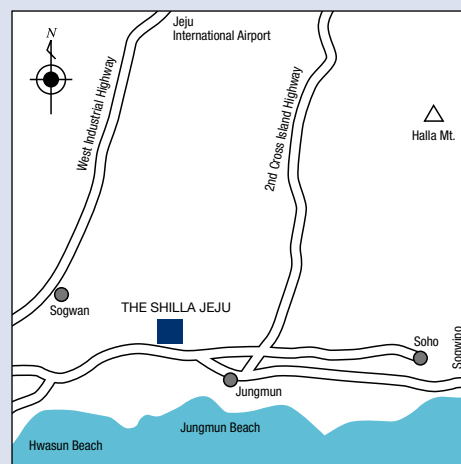 N
Jeju
International Airport
West Industrial Highway
2nd Cross Island Highway
Halla Mt.
Sogwan
THE SHILLA JEJU
Soho
Jungmun
Jungmun Beach
Hwasun Beach